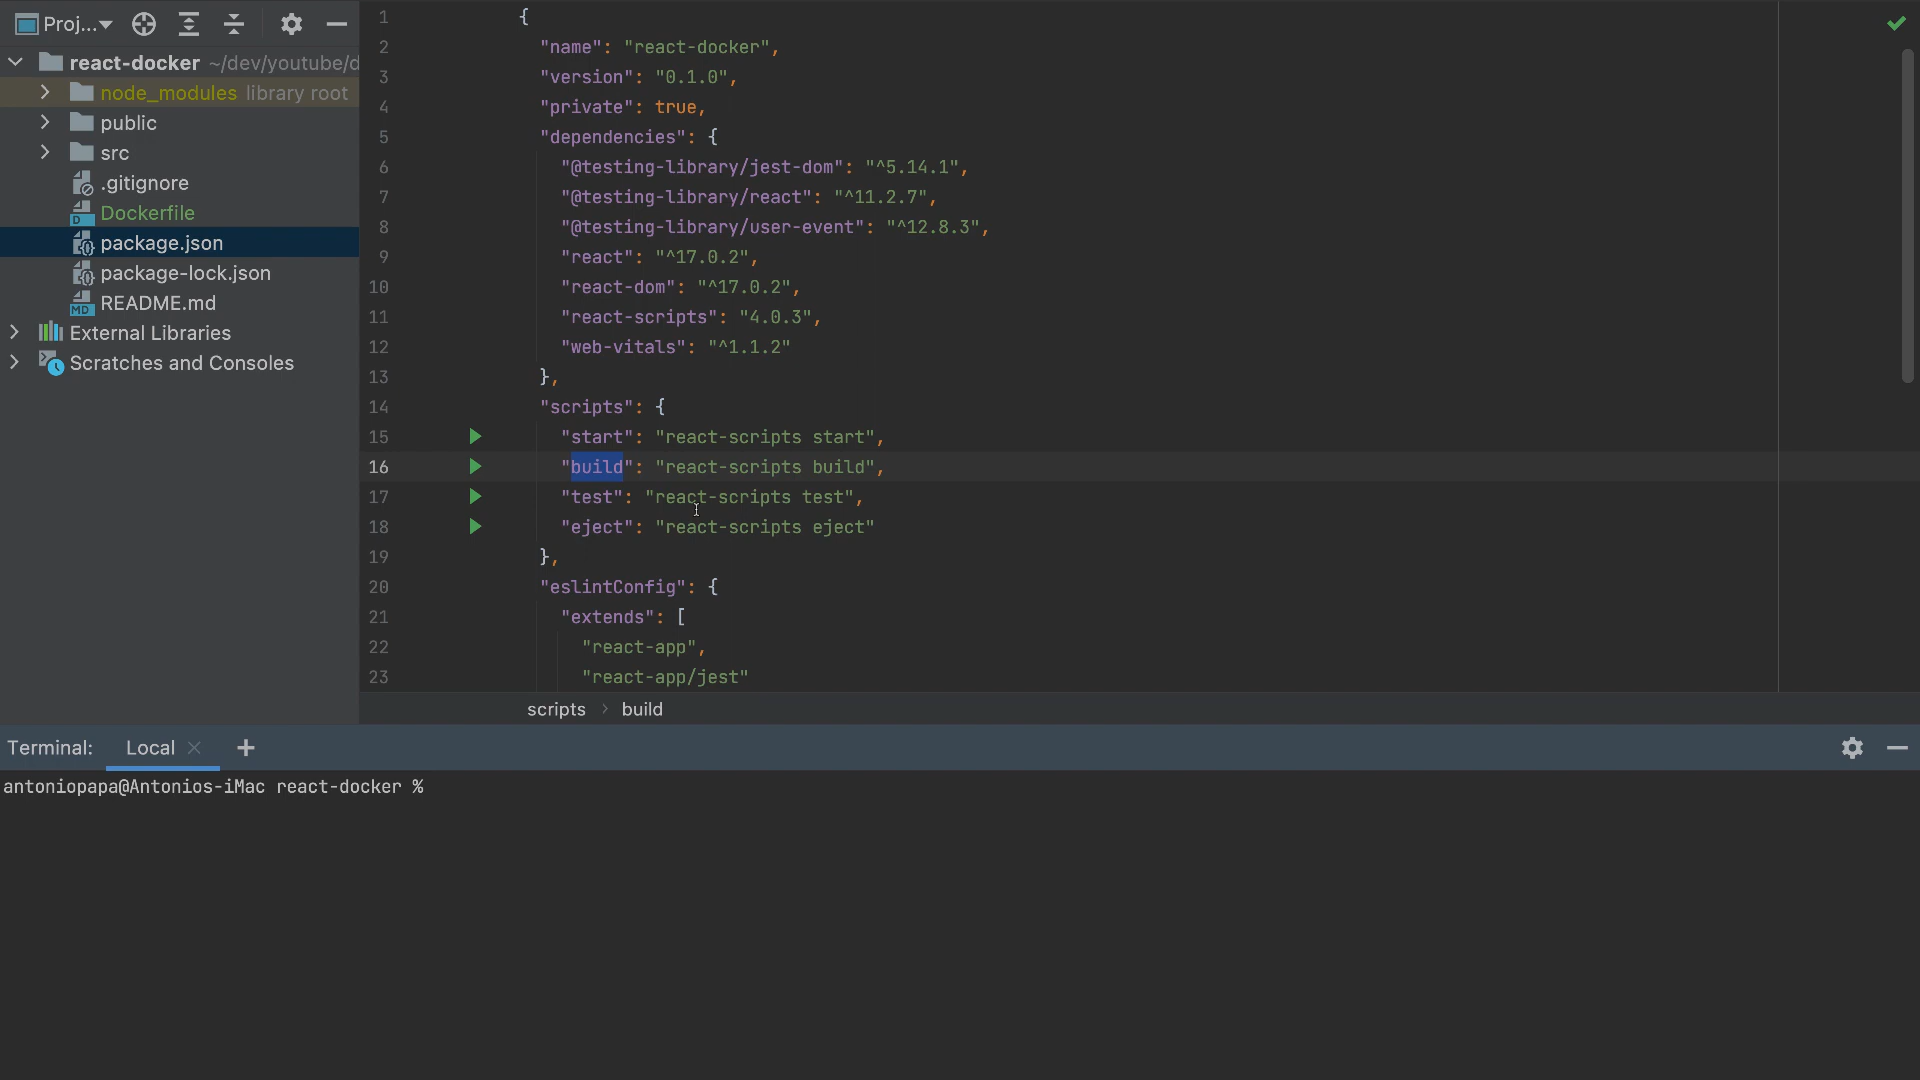 Proj...
react-docker ~/dev/youtube/d
node_modules library root
public
src
.gitignore
Dockerfile
package.json
package-lock.json
MD README.md
External Libraries
Scratches and Consoles
1 {
2 "name": "react-docker",
3 "version": "0.1.0",
4 "private": true,
5 "dependencies": {
6 "@testing-library/jest-dom": "^5.14.1",
7 "@testing-library/react": "^11.2.7",
8 "@testing-library/user-event": "^12.8.3",
9 "react": "^17.0.2",
10 "react-dom": "^17.0.2",
11 "react-scripts": "4.0.3",
12 "web-vitals": "^1.1.2"
13 },
14 "scripts": {
15 "start": "react-scripts start",
16 "build": "react-scripts build",
17 "test": "react-scripts test",
18 "eject": "react-scripts eject"
19 },
20 "eslintConfig": {
21 "extends": [
22 "react-app",
23 "react-app/jest"
scripts > build
Terminal: Local
antoniopapa@Antonios-iMac react-docker %